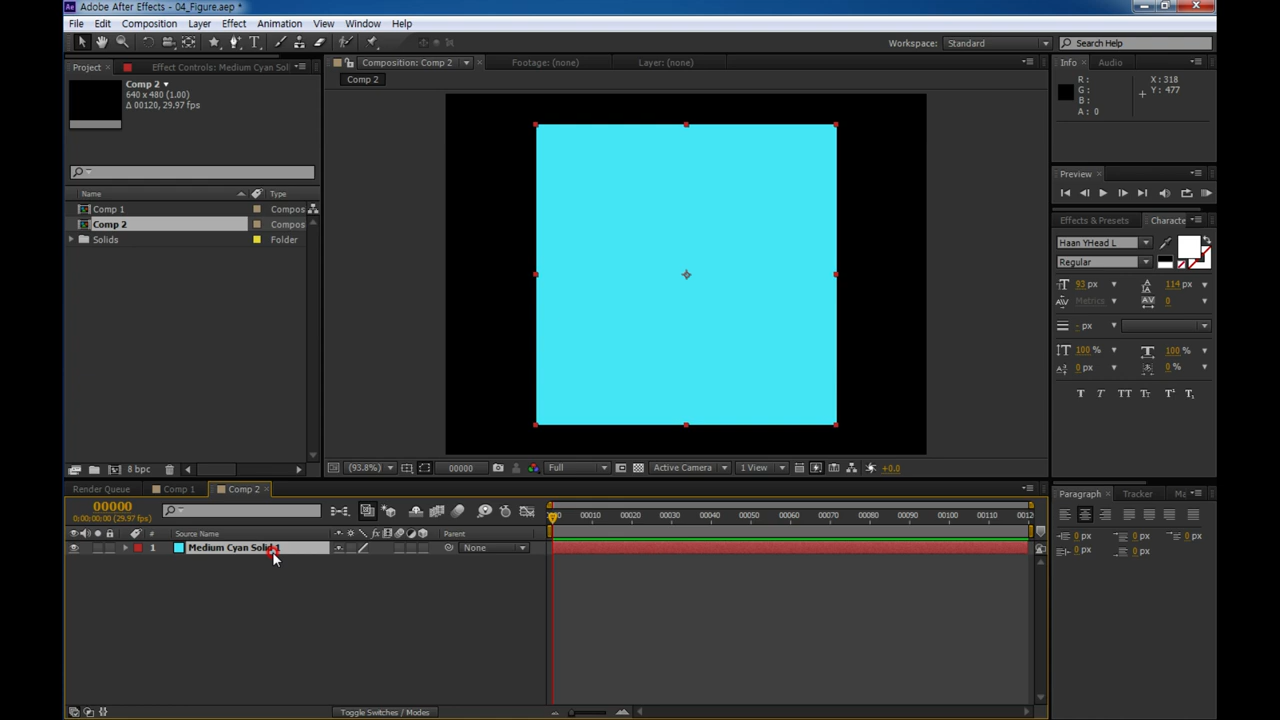 Adobe After Effects - 04_Figure.aep *
File Edit Composition Layer Effect Animation View Window Help
Workspace: Standard
Search Help
Project
Effect Controls: Medium Cyan Sol
Composition: Comp 2
Footage: (none)
Layer: (none)
Info
Audio
Comp 2
640 x 480 (1.00)
Δ 00120, 29.97 fps
Comp 2
R:
G:
B:
A: 0
X: 318
Y: 477
Preview
Name
Type
Comp 1
Compos
Comp 2
Compos
Solids
Folder
Effects & Presets
Characte
Haan YHead L
Regular
93 px
114 px
Metrics
0
- px
100 %
100 %
0 px
0 %
T T TT Tr T¹ T₁
8 bpc
(93.8%)
00000
Full
Active Camera
1 View
+0.0
Render Queue
Comp 1
Comp 2
Paragraph
Tracker
00000
0;00;00;00 (29.97 fps)
00010 00020 00030 00040 00050 00060 00070 00080 00090 00100 00110 0012
# Source Name
Parent
1 Medium Cyan Solid 1
None
0 px
0 px
0 px
0 px
0 px
Toggle Switches / Modes